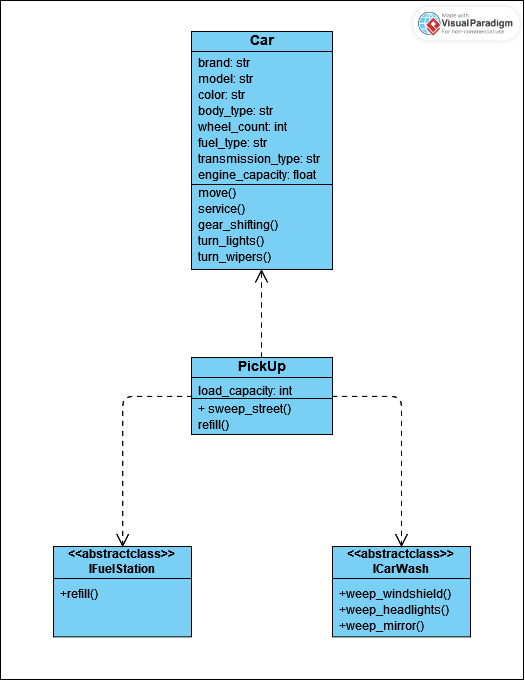 Made with
Visual Paradigm
For non-commercial use
Car
brand: str
model: str
color: str
body_type: str
wheel_count: int
fuel_type: str
transmission_type: str
engine_capacity: float
move()
service()
gear_shifting()
turn_lights()
turn_wipers()
PickUp
load_capacity: int
+ sweep_street()
refill()
<<abstractclass>>
IFuelStation
+refill()
<<abstractclass>>
ICarWash
+weep_windshield()
+weep_headlights()
+weep_mirror()